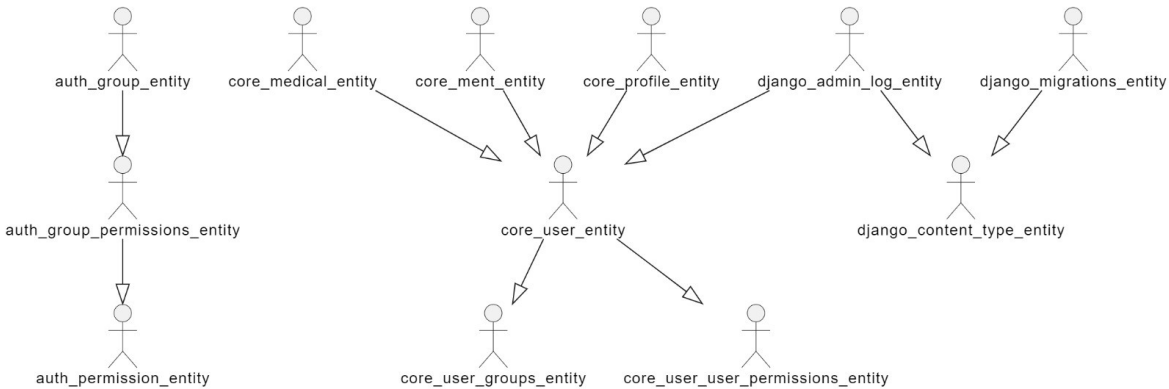 auth_group_entity
core_medical_entity
core_ment_entity
core_profile_entity
django_admin_log_entity
django_migrations_entity
auth_group_permissions_entity
core_user_entity
django_content_type_entity
auth_permission_entity
core_user_groups_entity
core_user_user_permissions_entity